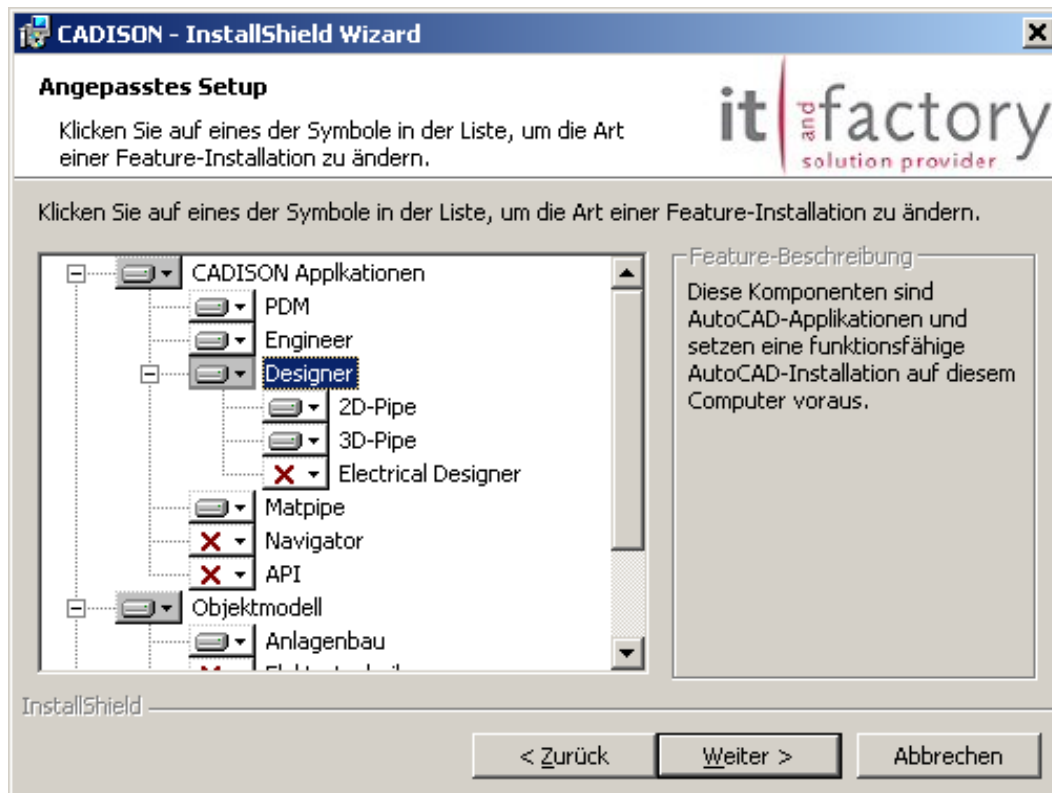 CADISON - InstallShield Wizard
Angepasstes Setup
Klicken Sie auf eines der Symbole in der Liste, um die Art
einer Feature-Installation zu ändern.
it and factory
solution provider
Klicken Sie auf eines der Symbole in der Liste, um die Art einer Feature-Installation zu ändern.
CADISON Applkationen
PDM
Engineer
Designer
2D-Pipe
3D-Pipe
Electrical Designer
Matpipe
Navigator
API
Objektmodell
Anlagenbau
Feature-Beschreibung
Diese Komponenten sind
AutoCAD-Applikationen und
setzen eine funktionsfähige
AutoCAD-Installation auf diesem
Computer voraus.
InstallShield
< Zurück
Weiter >
Abbrechen